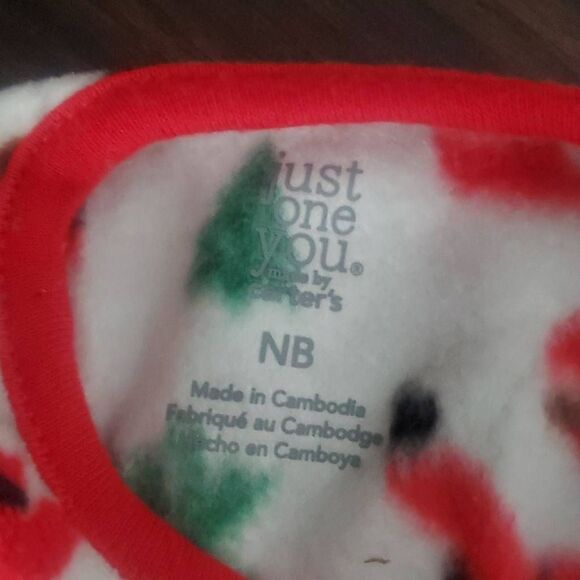 just
one
you.®
made by
carter's
NB
Made in Cambodia
Fabriqué au Cambodge
Hecho en Camboya